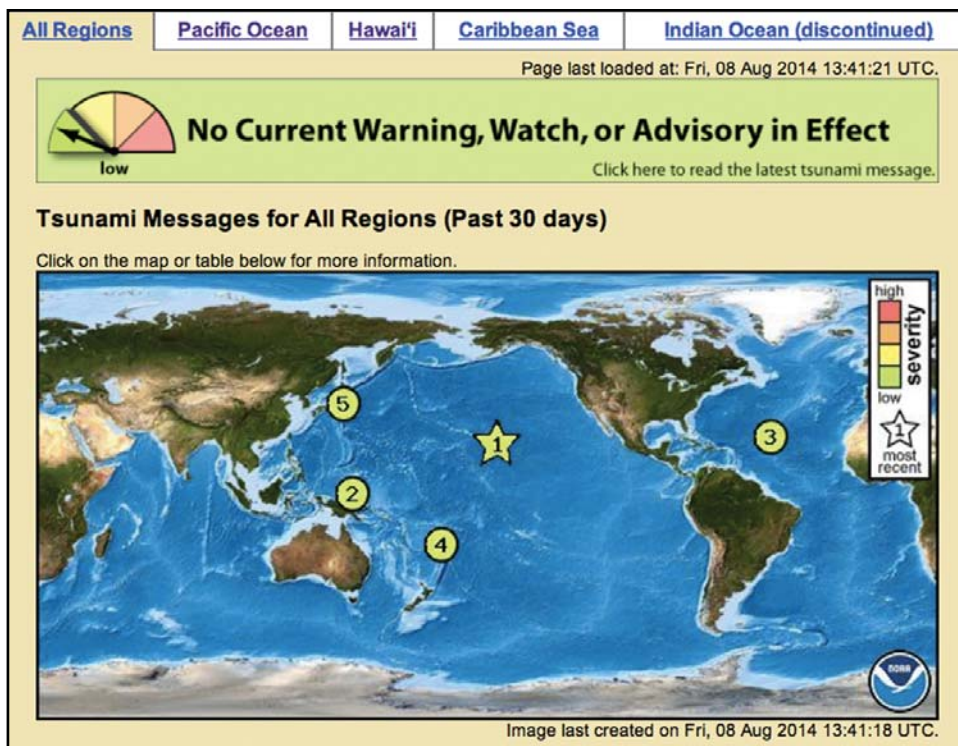 All Regions
Pacific Ocean
Hawai‘i
Caribbean Sea
Indian Ocean (discontinued)
Page last loaded at: Fri, 08 Aug 2014 13:41:21 UTC.
No Current Warning, Watch, or Advisory in Effect
low
Click here to read the latest tsunami message.
Tsunami Messages for All Regions (Past 30 days)
Click on the map or table below for more information.
high
severity
low
1
most
recent
5
1
3
2
4
NOAA
Image last created on Fri, 08 Aug 2014 13:41:18 UTC.